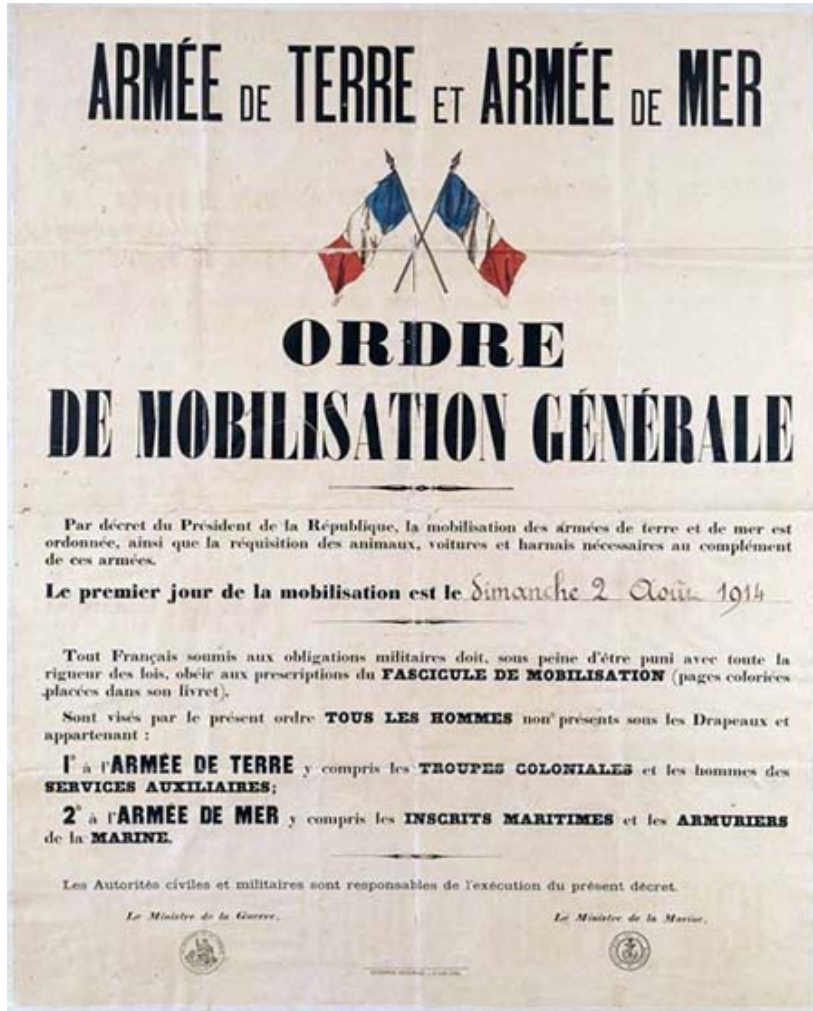 ARMÉE DE TERRE ET ARMÉE DE MER
ORDRE
DE MOBILISATION GÉNÉRALE
Par décret du Président de la République, la mobilisation des armées de terre et de mer est
ordonnée, ainsi que la réquisition des animaux, voitures et harnais nécessaires au complément
de ces armées.
Le premier jour de la mobilisation est le dimanche 2 Août 1914
Tout Français soumis aux obligations militaires doit, sous peine d'être puni avec toute la
rigueur des lois, obéir aux prescriptions du FASCICULE DE MOBILISATION (pages coloriées
placées dans son livret).
Sont visés par le présent ordre TOUS LES HOMMES non présents sous les Drapeaux et
appartenant :
1° à l'ARMÉE DE TERRE y compris les TROUPES COLONIALES et les hommes des
SERVICES AUXILIAIRES;
2° à l'ARMÉE DE MER y compris les INSCRITS MARITIMES et les ARMURIERS
de la MARINE.
Les Autorités civiles et militaires sont responsables de l'exécution du présent décret.
Le Ministre de la Guerre, Le Ministre de la Marine,